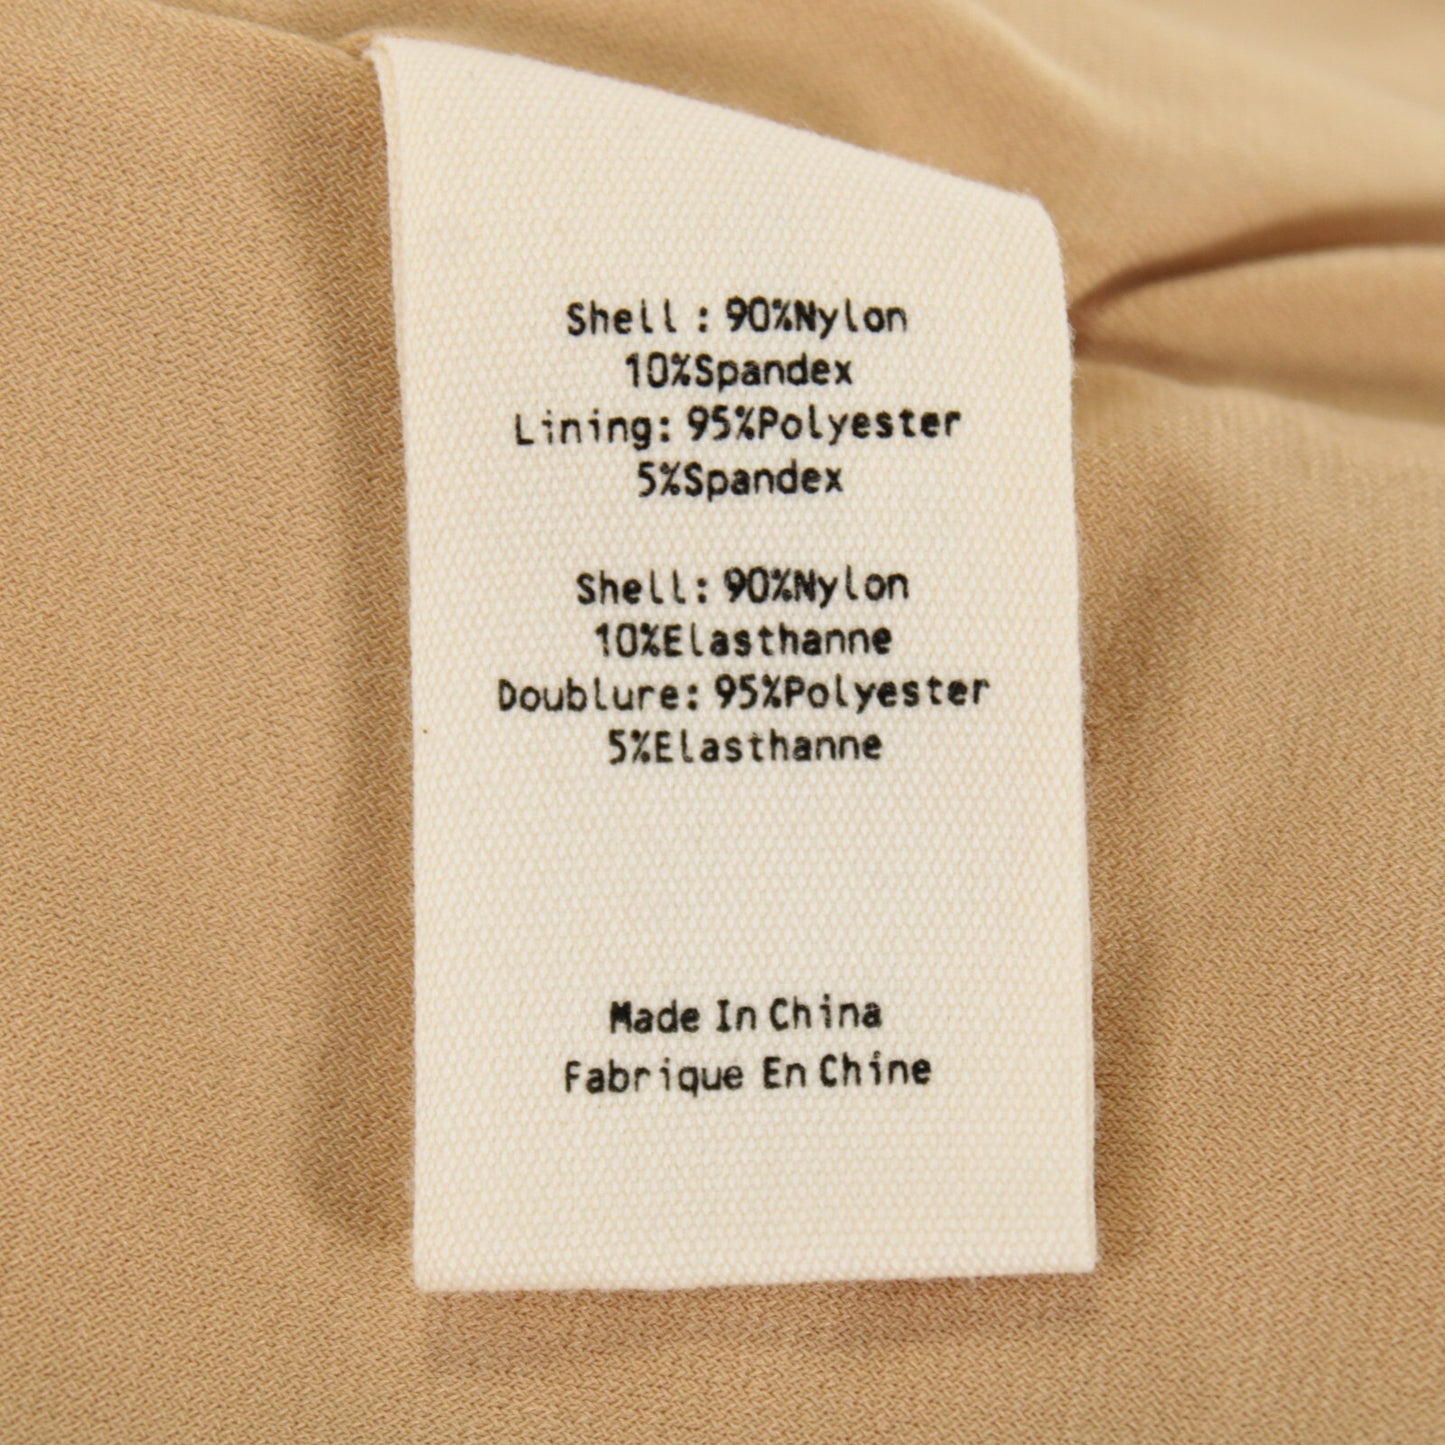 Shell : 90%Nylon
10%Spandex
Lining: 95%Polyester
5%Spandex
Shell: 90%Nylon
10%Elasthanne
Doublure: 95%Polyester
5%Elasthanne
Made In China
Fabrique En Chine